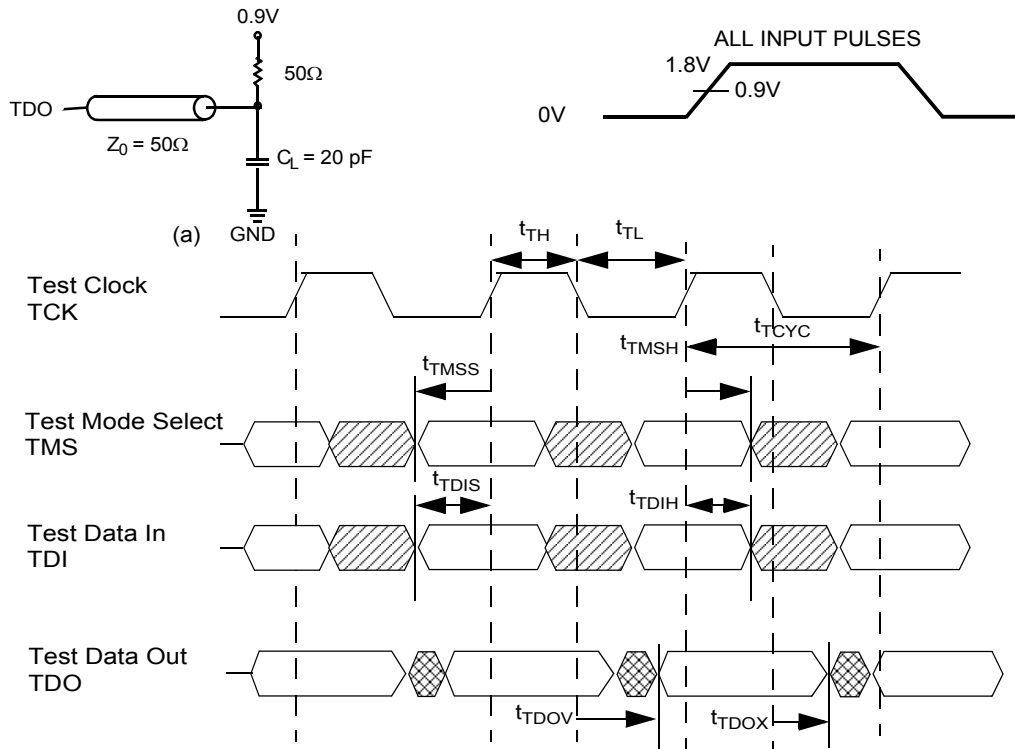 0.9V
50Ω
TDO
Z0 = 50Ω
CL = 20 pF
(a)
GND
ALL INPUT PULSES
1.8V
0.9V
0V
tTH
tTL
Test Clock
TCK
tTCYC
tTMSH
tTMSS
Test Mode Select
TMS
tTDIS
tTDIH
Test Data In
TDI
Test Data Out
TDO
tTDOV
tTDOX